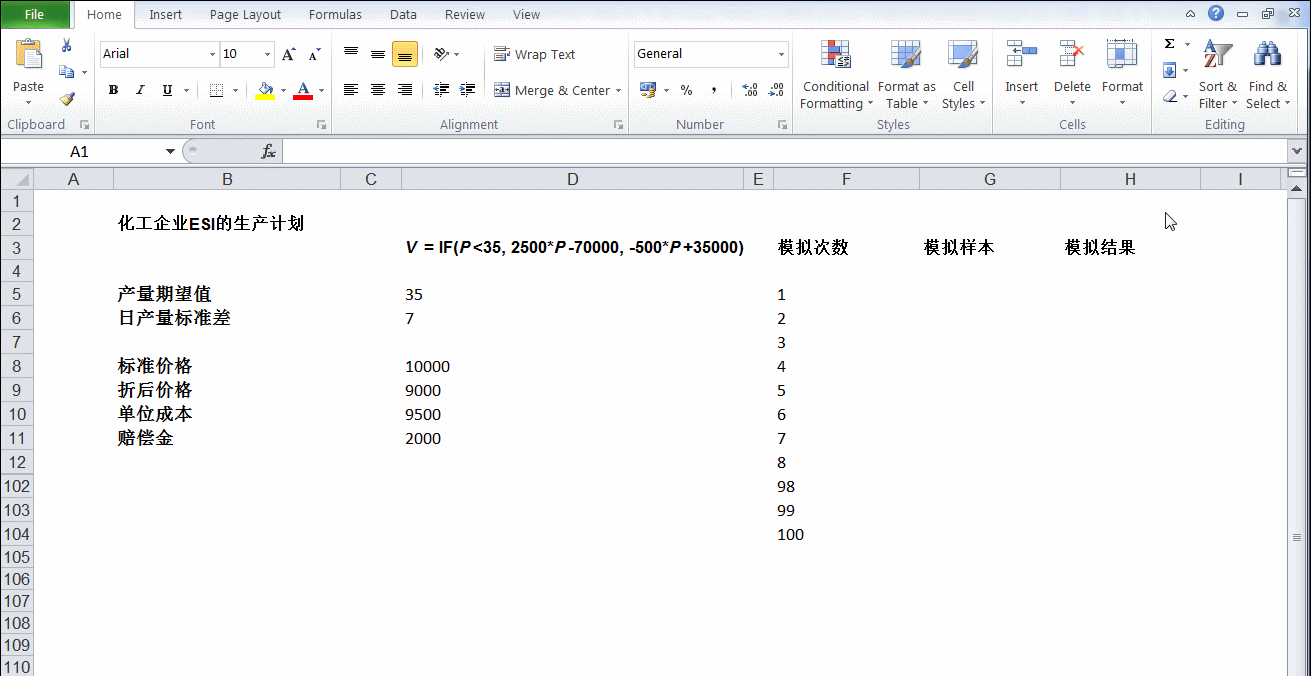 File Home Insert Page Layout Formulas Data Review View
Arial 10 Wrap Text General
Paste B I U Merge & Center % , Conditional Formatting Format as Table Cell Styles Insert Delete Format Σ Sort & Filter Find & Select
Clipboard Font Alignment Number Styles Cells Editing
A1 fx
A B C D E F G H I
1
2 化工企业ESI的生产计划
3 V = IF(P<35, 2500*P-70000, -500*P+35000) 模拟次数 模拟样本 模拟结果
4
5 产量期望值 35 1
6 日产量标准差 7 2
7 3
8 标准价格 10000 4
9 折后价格 9000 5
10 单位成本 9500 6
11 赔偿金 2000 7
12 8
102 98
103 99
104 100
105
106
107
108
109
110